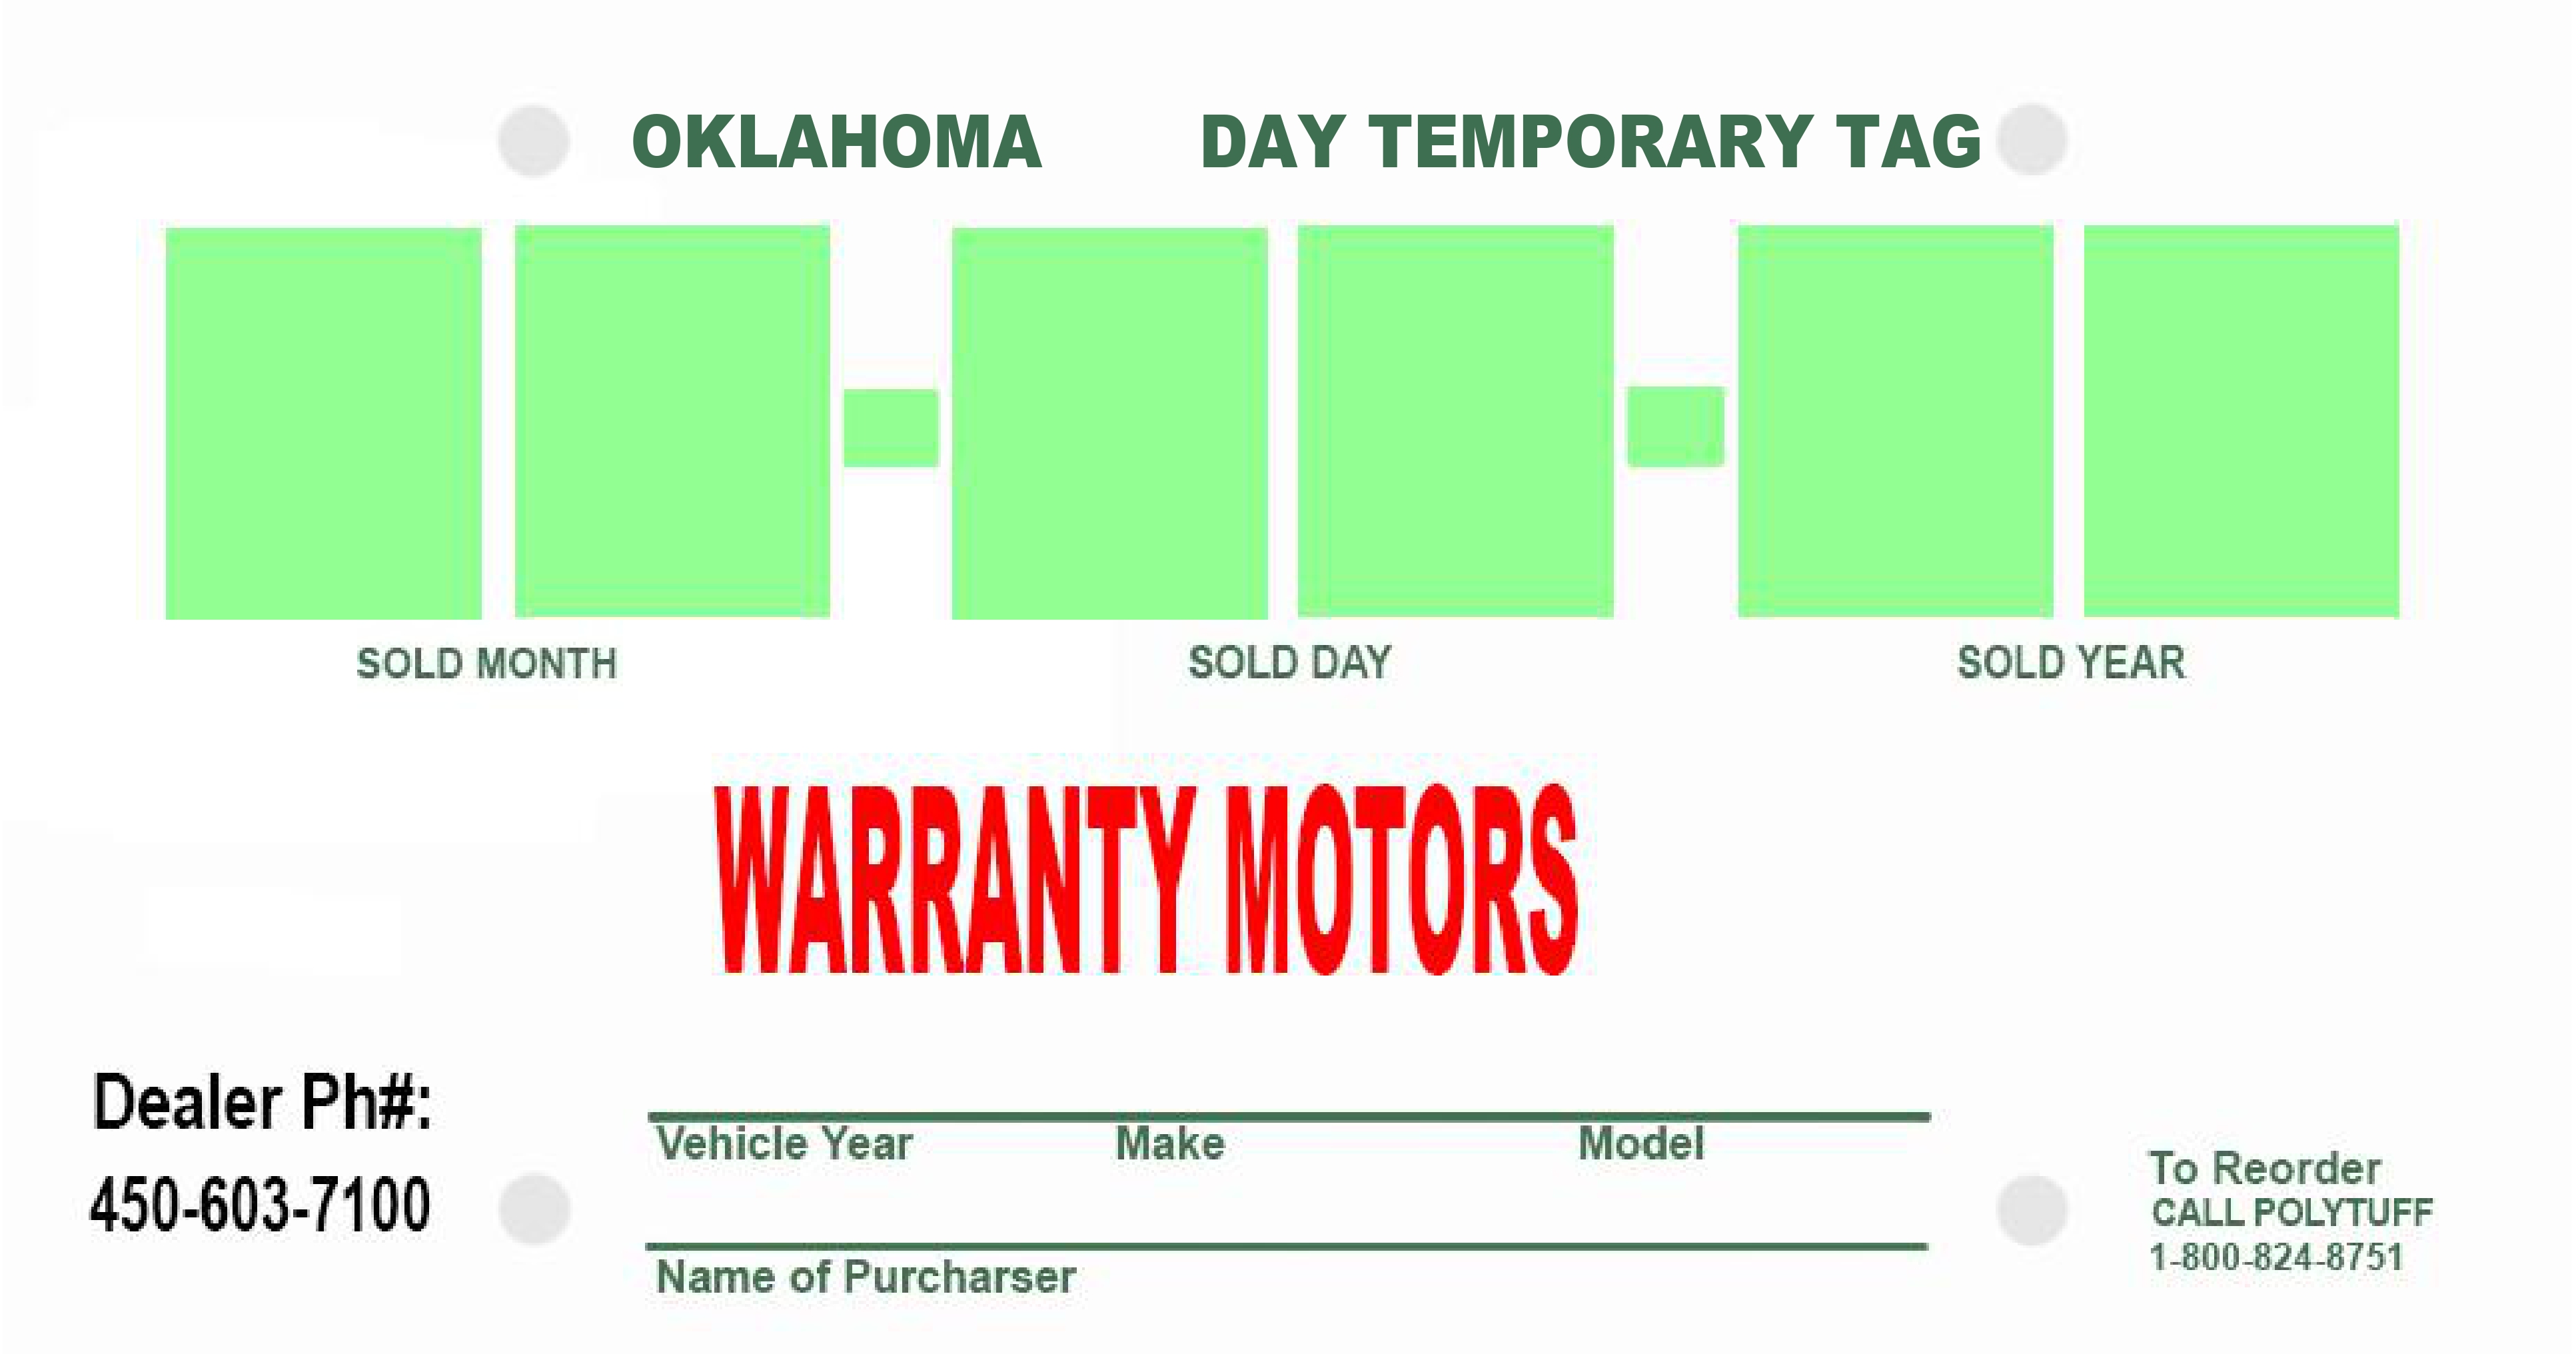 OKLAHOMA DAY TEMPORARY TAG
SOLD MONTH SOLD DAY SOLD YEAR
WARRANTY MOTORS
Dealer Ph#:
450-603-7100
Vehicle Year Make Model
Name of Purcharser
To Reorder
CALL POLYTUFF
1-800-824-8751